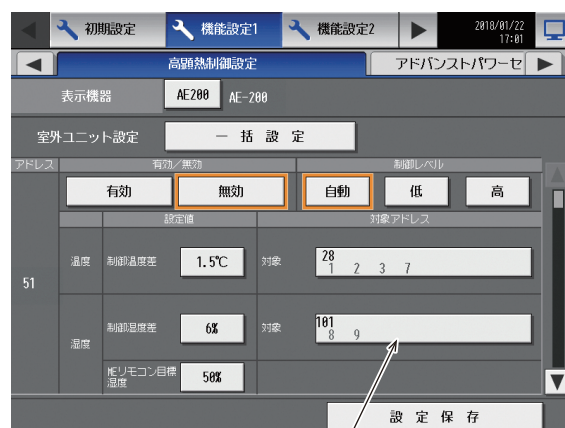 初期設定 機能設定1 機能設定2 2018/01/22
17:01
高顕熱制御設定 アドバンストパワーセ
表示機器 AE200 AE-200
室外ユニット設定 一 括 設 定
アドレス 有効/無効 制御レベル
有効 無効 自動 低 高
設定値 対象アドレス
温度 制御温度差 1.5℃ 対象 28
1 2 3 7
51
湿度 制御湿度差 6% 対象 101
8 9
MEリモコン目標
湿度 50%
設 定 保 存